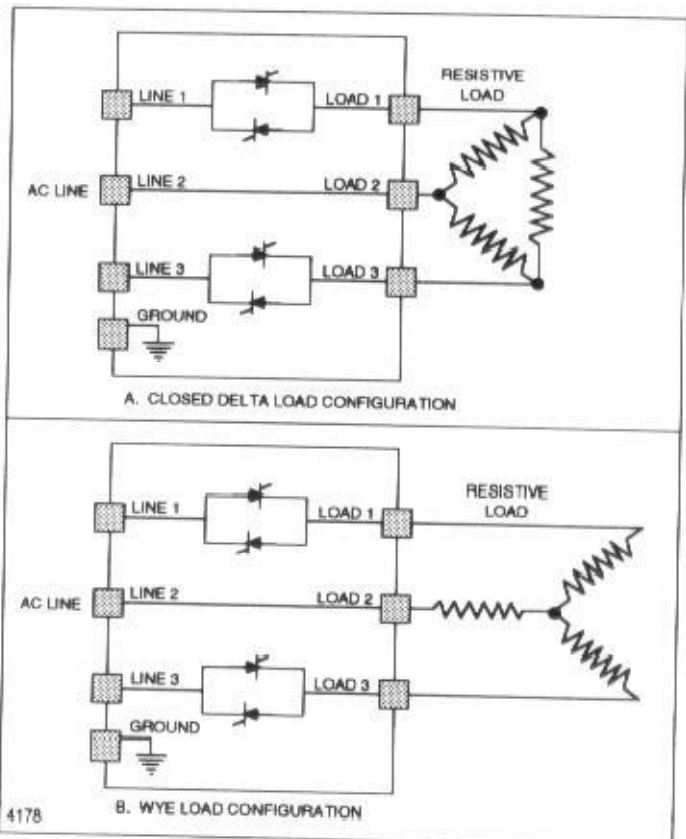 RESISTIVE
LOAD
LINE 1
LOAD 1
AC LINE
LINE 2
LOAD 2
LINE 3
LOAD 3
GROUND
A. CLOSED DELTA LOAD CONFIGURATION
RESISTIVE
LOAD
LINE 1
LOAD 1
AC LINE
LINE 2
LOAD 2
LINE 3
LOAD 3
GROUND
B. WYE LOAD CONFIGURATION
4178